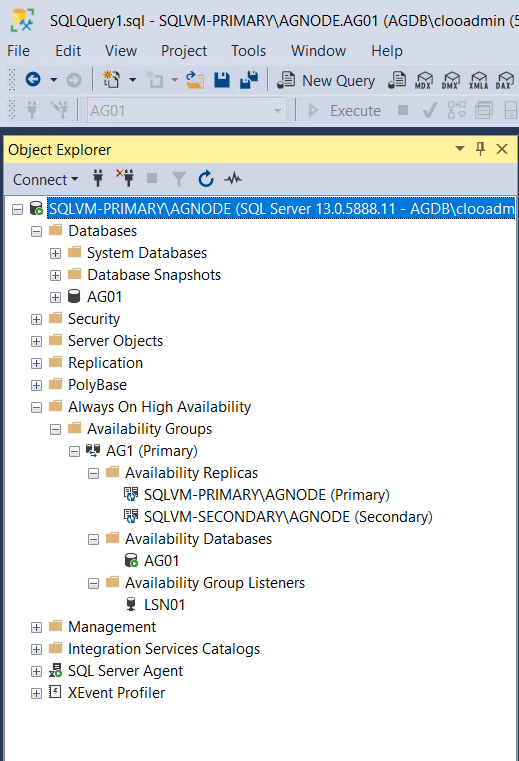 SQLQuery1.sql - SQLVM-PRIMARY\AGNODE.AG01 (AGDB\clooadmin (5
File Edit View Project Tools Window Help
New Query MDX DMX XMLA DAX
AG01 Execute
Object Explorer
Connect
SQLVM-PRIMARY\AGNODE (SQL Server 13.0.5888.11 - AGDB\clooadm
Databases
System Databases
Database Snapshots
AG01
Security
Server Objects
Replication
PolyBase
Always On High Availability
Availability Groups
AG1 (Primary)
Availability Replicas
SQLVM-PRIMARY\AGNODE (Primary)
SQLVM-SECONDARY\AGNODE (Secondary)
Availability Databases
AG01
Availability Group Listeners
LSN01
Management
Integration Services Catalogs
SQL Server Agent
XEvent Profiler